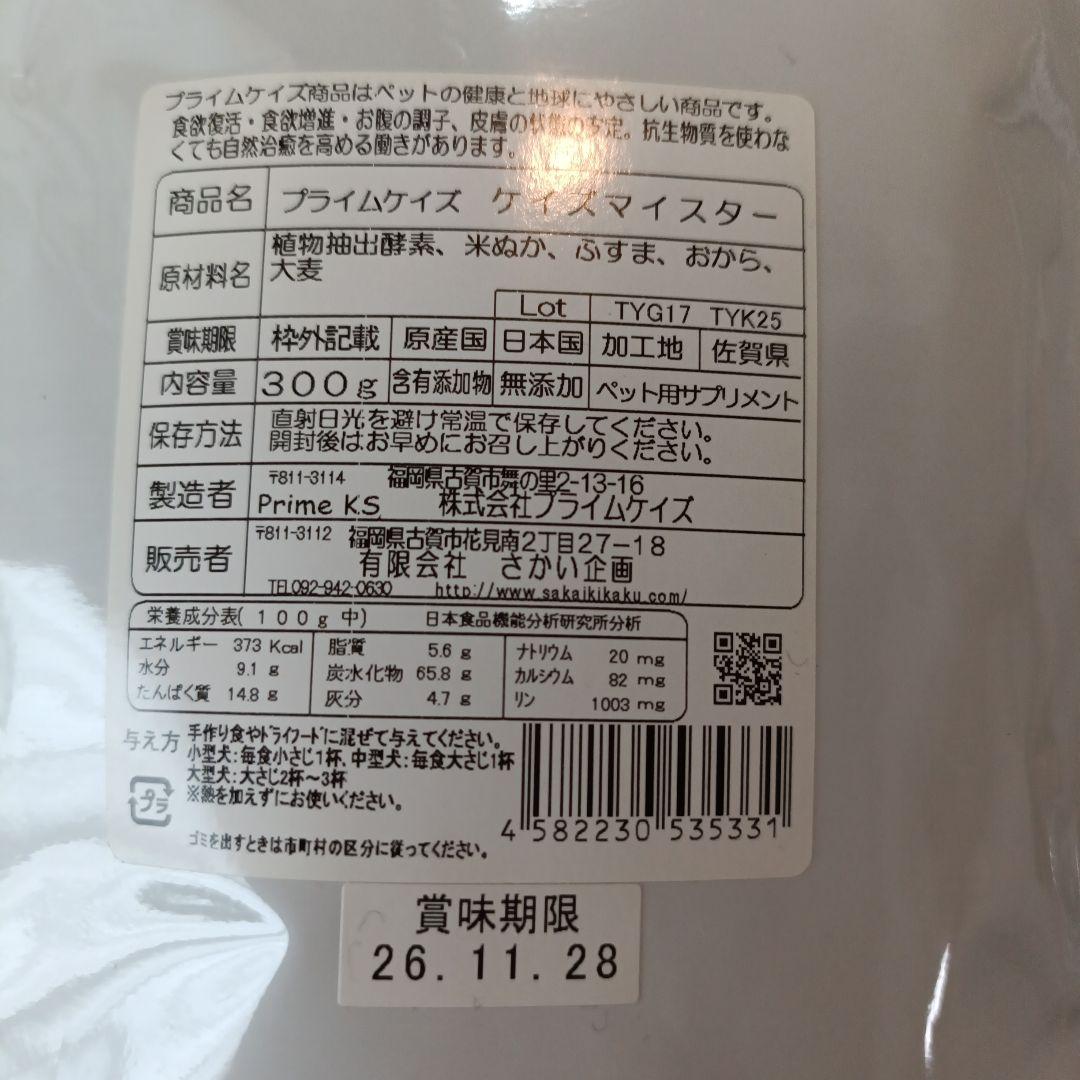 プライムケイズ商品はペットの健康と地球にやさしい商品です。
食欲復活・食欲増進・お腹の調子、皮膚の状態の安定。抗生物質を使わな
くても自然治癒を高める働きがあります。
商品名 プライムケイズ ケイズマイスター
原材料名 植物抽出酵素、米ぬか、ふすま、おから、
大麦
Lot TYG17 TYK25
賞味期限 枠外記載 原産国 日本国 加工地 佐賀県
内容量 300g 含有添加物 無添加 ペット用サプリメント
保存方法 直射日光を避け常温で保存してください。
開封後はお早めにお召し上がりください。
製造者 〒811-3114 福岡県古賀市舞の里2-13-16
Prime K.S 株式会社プライムケイズ
販売者 〒811-3112 福岡県古賀市花見南2丁目27-18
有限会社 さかい企画
TEL092-942-0630 http://www.sakaikikaku.com/
栄養成分表(100g中) 日本食品機能分析研究所分析
エネルギー 373 Kcal 脂質 5.6 g ナトリウム 20 mg
水分 9.1 g 炭水化物 65.8 g カルシウム 82 mg
たんぱく質 14.8 g 灰分 4.7 g リン 1003 mg
与え方 手作り食やドライフードに混ぜて与えてください。
小型犬:毎食小さじ1杯、中型犬:毎食大さじ1杯
大型犬:大さじ2杯~3杯
※熱を加えずにお使いください。
プラ
4 582230 535331
ゴミを出すときは市町村の区分に従ってください。
賞味期限
26.11.28